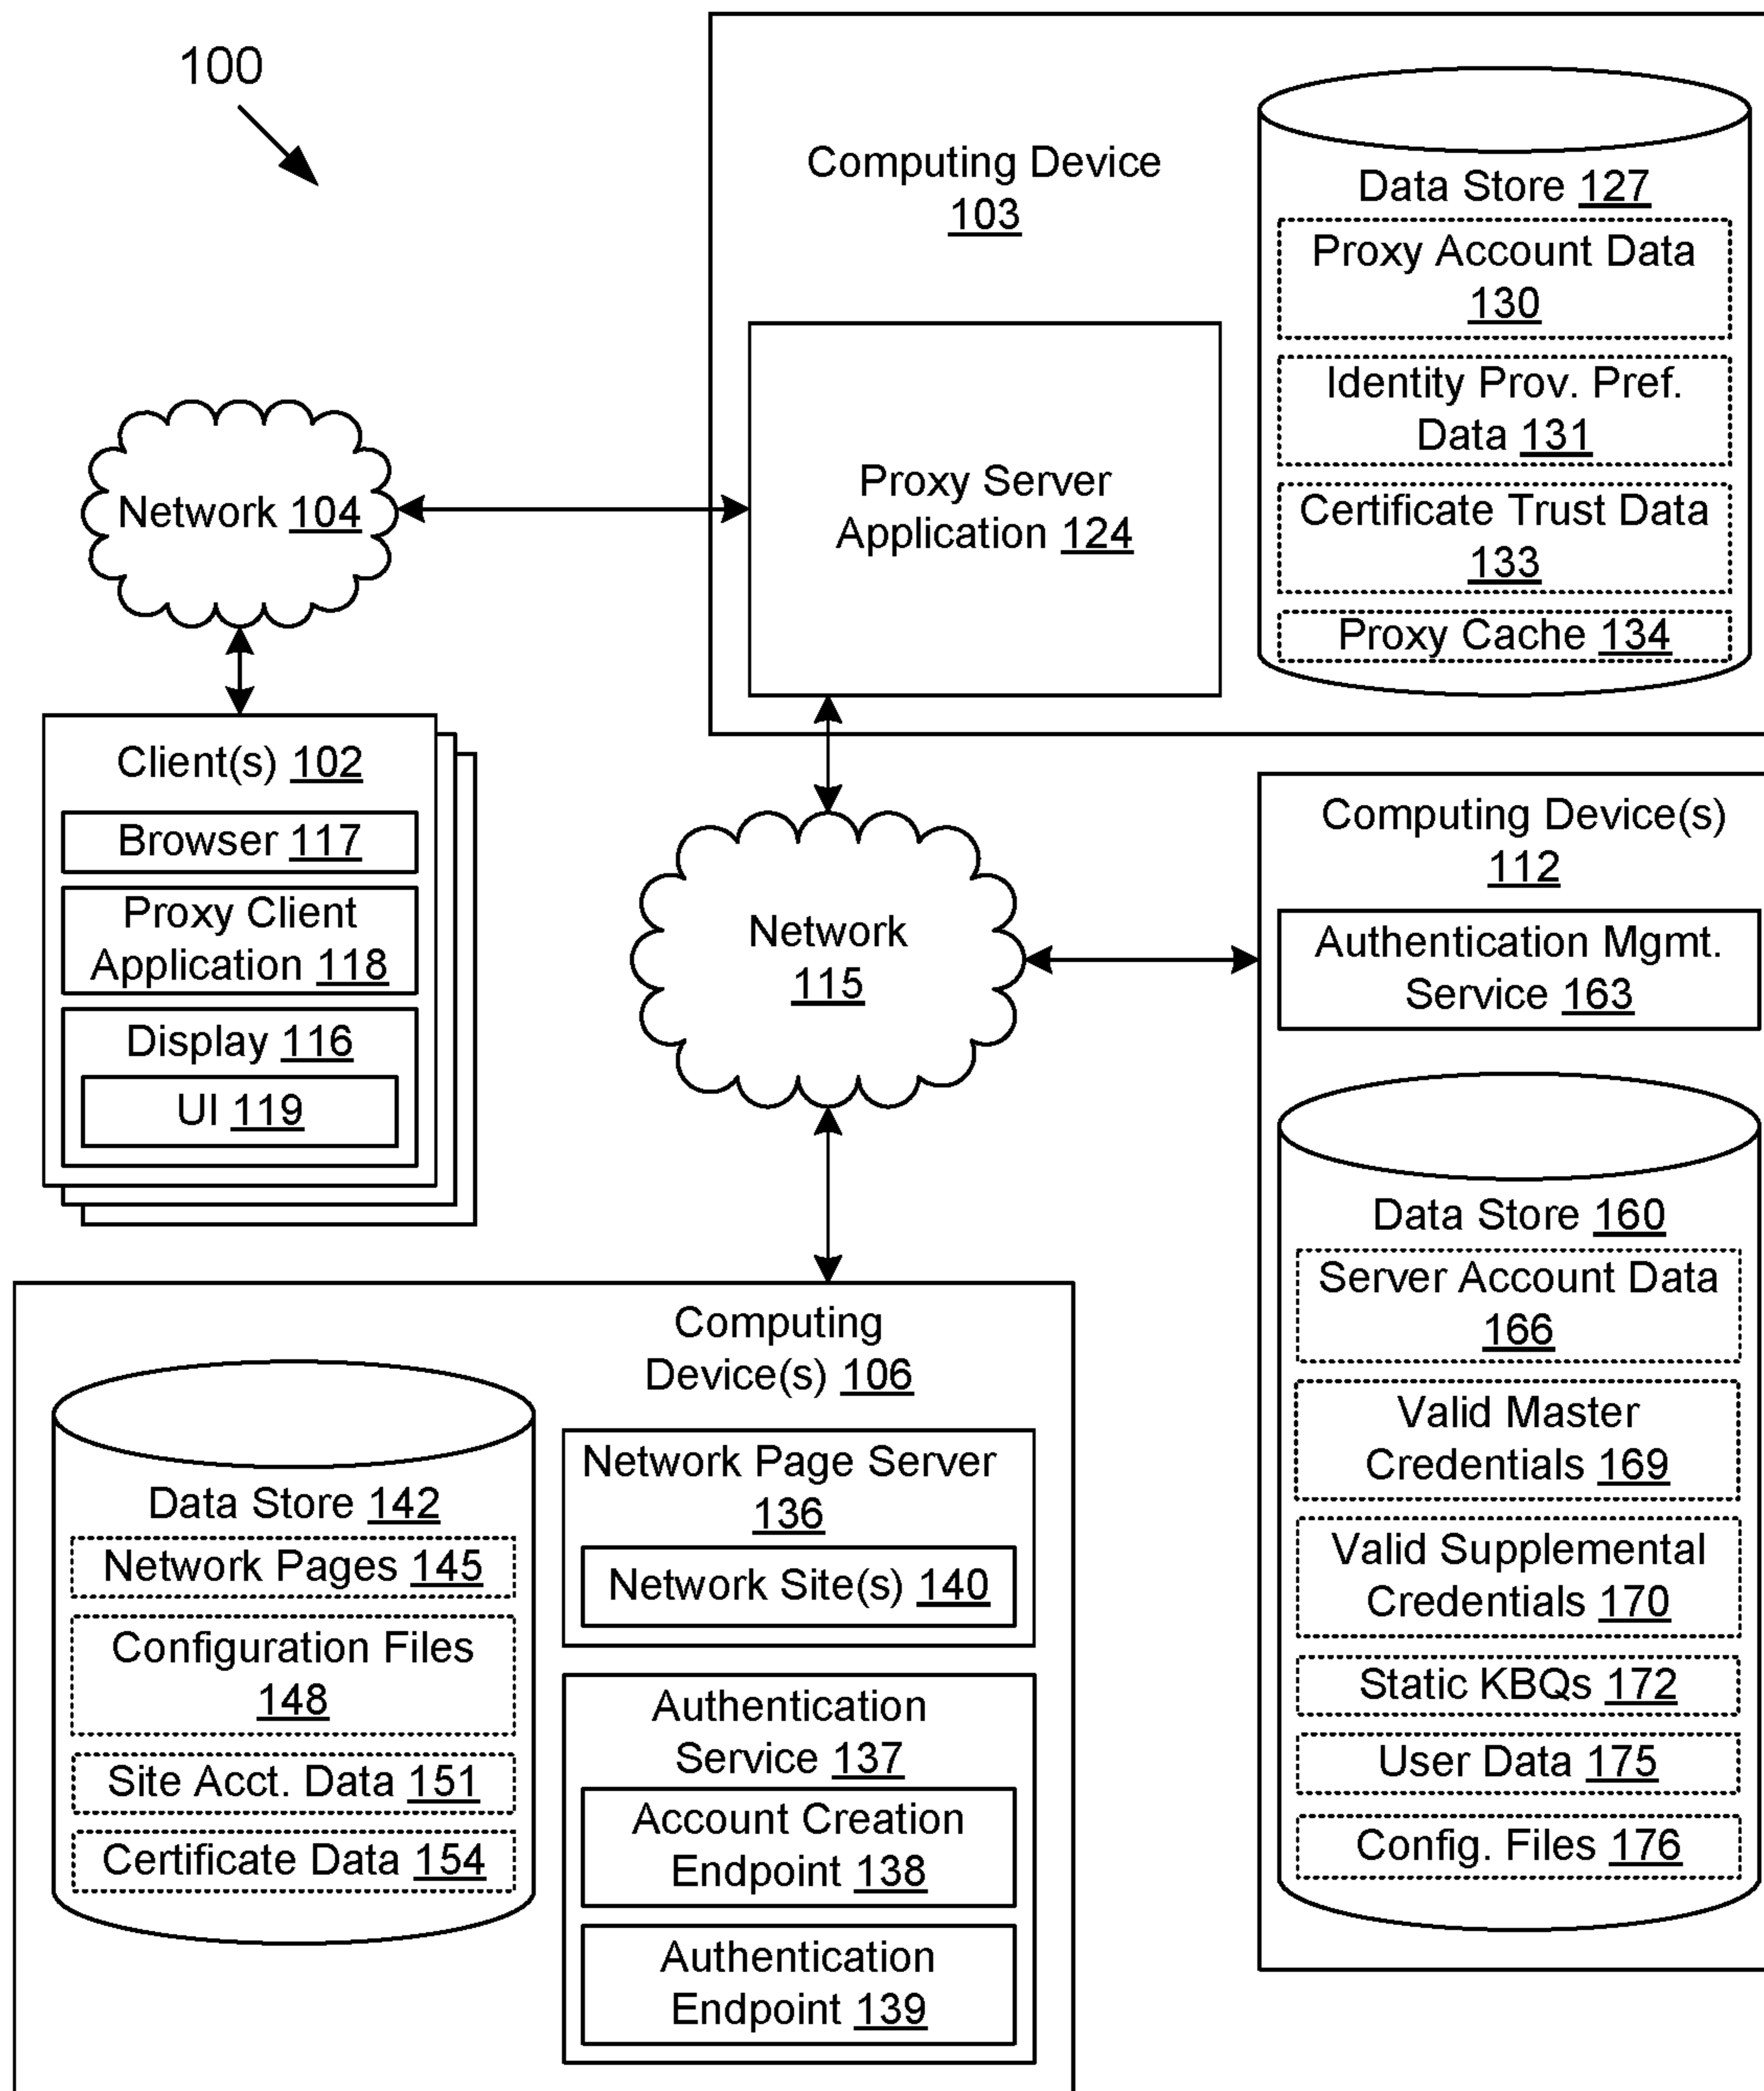 100
Computing Device
103
Data Store 127
Proxy Account Data
130
Identity Prov. Pref.
Data 131
Certificate Trust Data
133
Proxy Cache 134
Proxy Server
Application 124
Network 104
Client(s) 102
Browser 117
Proxy Client
Application 118
Display 116
UI 119
Network
115
Computing Device(s)
112
Authentication Mgmt.
Service 163
Data Store 160
Server Account Data
166
Valid Master
Credentials 169
Valid Supplemental
Credentials 170
Static KBQs 172
User Data 175
Config. Files 176
Computing
Device(s) 106
Data Store 142
Network Pages 145
Configuration Files
148
Site Acct. Data 151
Certificate Data 154
Network Page Server
136
Network Site(s) 140
Authentication
Service 137
Account Creation
Endpoint 138
Authentication
Endpoint 139